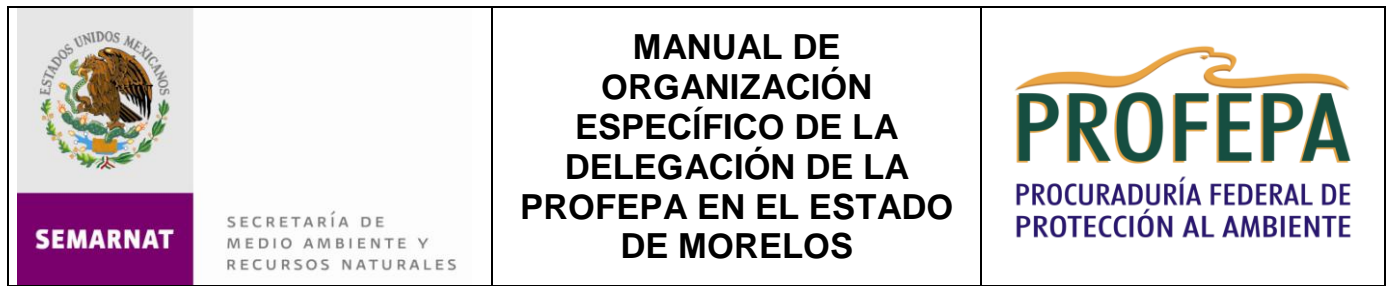 ESTADOS UNIDOS MEXICANOS
SEMARNAT
SECRETARÍA DE
MEDIO AMBIENTE Y
RECURSOS NATURALES
MANUAL DE
ORGANIZACIÓN
ESPECÍFICO DE LA
DELEGACIÓN DE LA
PROFEPA EN EL ESTADO
DE MORELOS
PROFEPA
PROCURADURÍA FEDERAL DE
PROTECCIÓN AL AMBIENTE